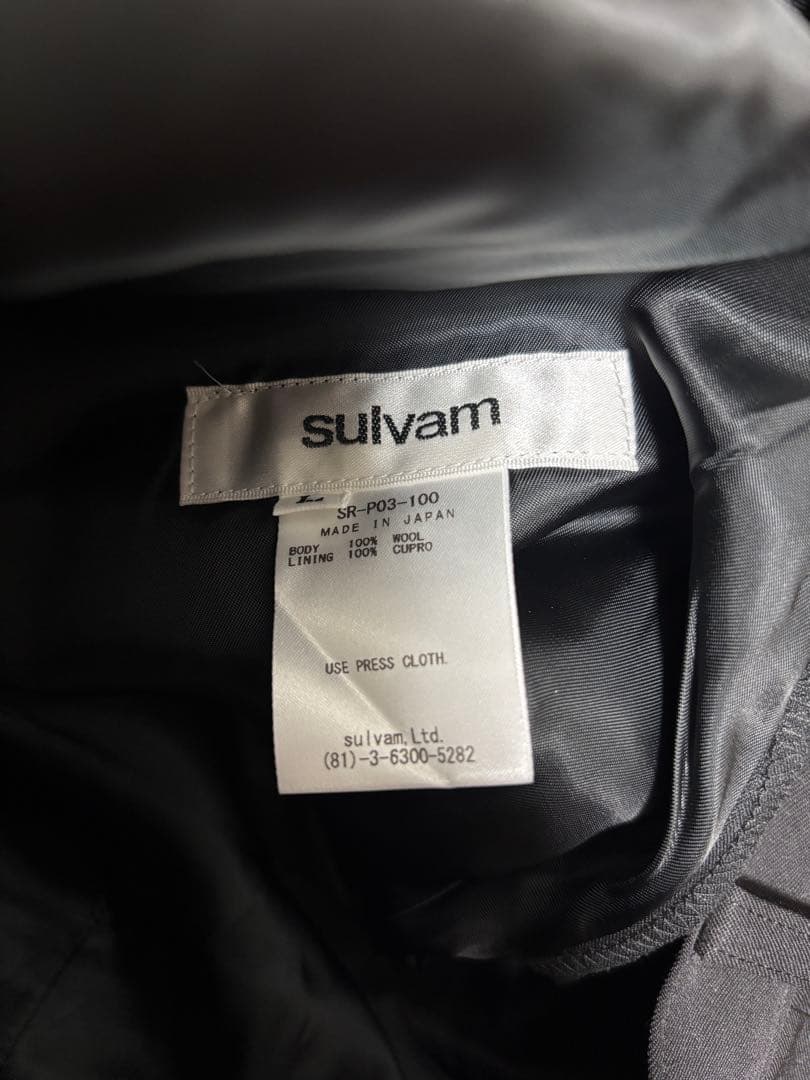 sulvam
SR-P03-100
MADE IN JAPAN
BODY 100% WOOL
LINING 100% CUPRO
USE PRESS CLOTH.
sulvam,Ltd.
(81)-3-6300-5282